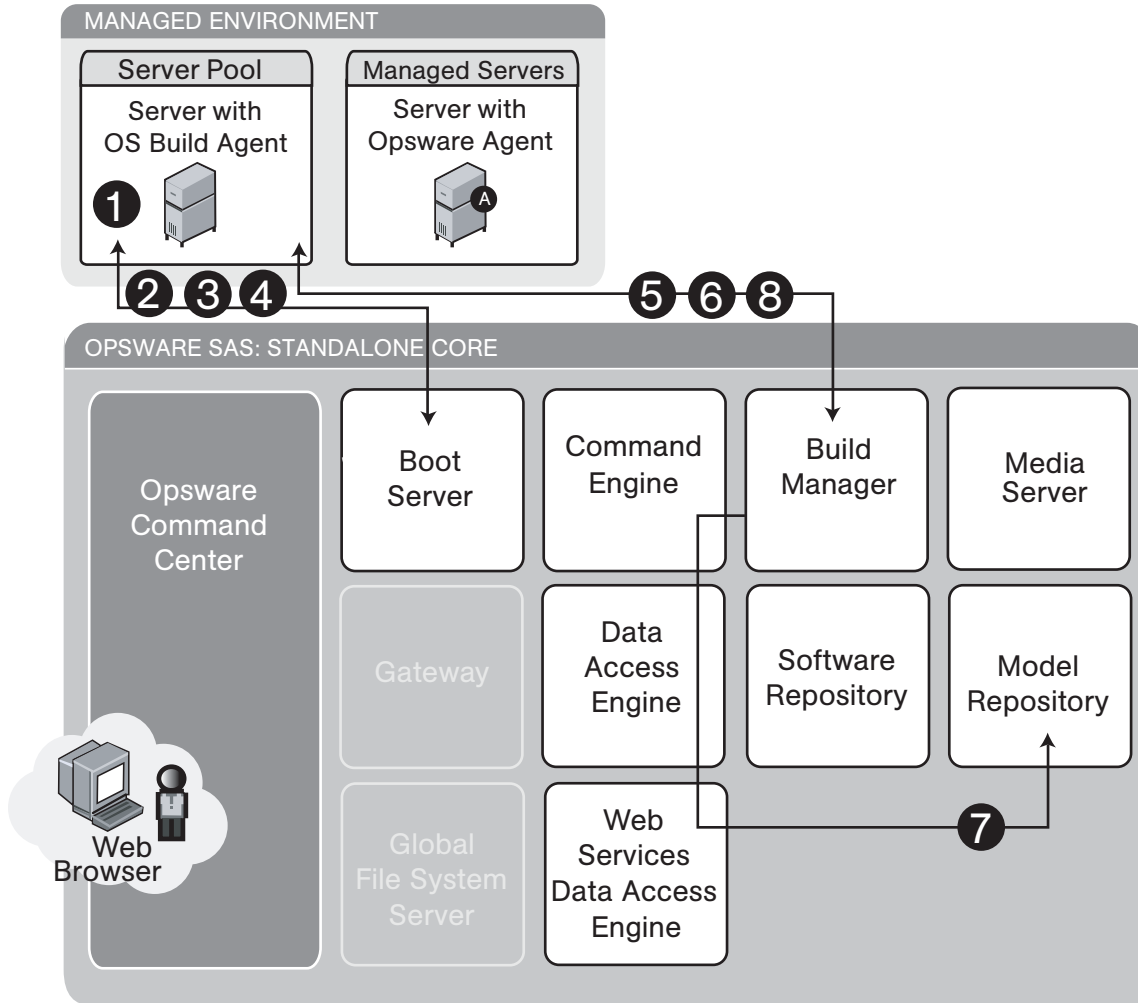 MANAGED ENVIRONMENT
Server Pool
Server with
OS Build Agent
1
Managed Servers
Server with
Opsware Agent
A
2 3 4
5 6 8
OPSWARE SAS: STANDALONE CORE
Opsware
Command
Center
Boot
Server
Command
Engine
Build
Manager
Media
Server
Gateway
Data
Access
Engine
Software
Repository
Model
Repository
Global
File System
Server
Web
Services
Data Access
Engine
7
Web
Browser